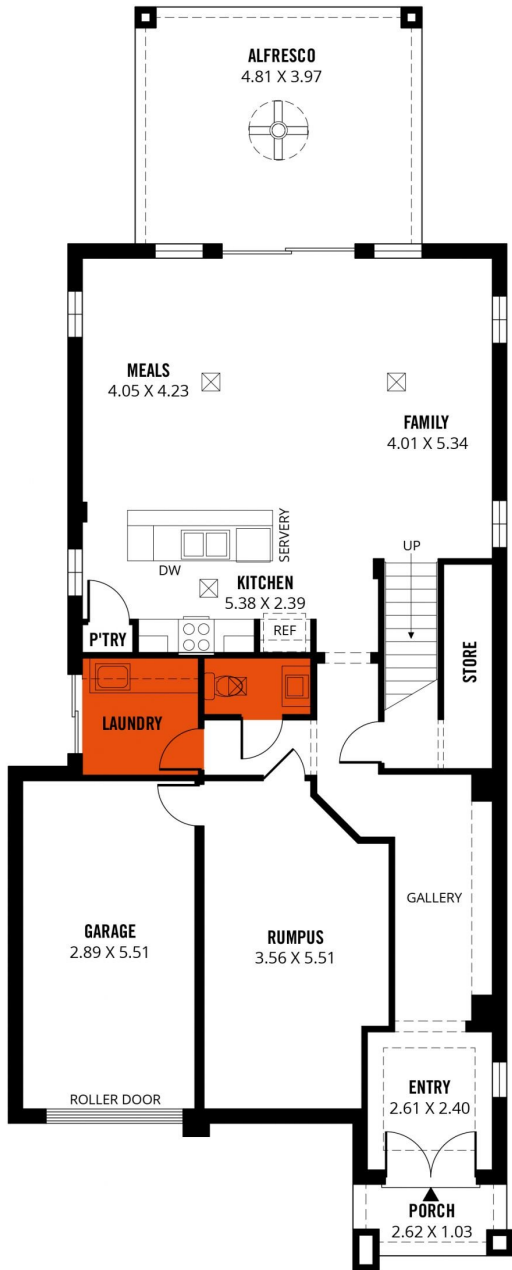 ALFRESCO
4.81 X 3.97
MEALS
4.05 X 4.23
FAMILY
4.01 X 5.34
SERVERY
DW
UP
KITCHEN
5.38 X 2.39
P'TRY
REF
STORE
LAUNDRY
GALLERY
GARAGE
2.89 X 5.51
RUMPUS
3.56 X 5.51
ROLLER DOOR
ENTRY
2.61 X 2.40
PORCH
2.62 X 1.03